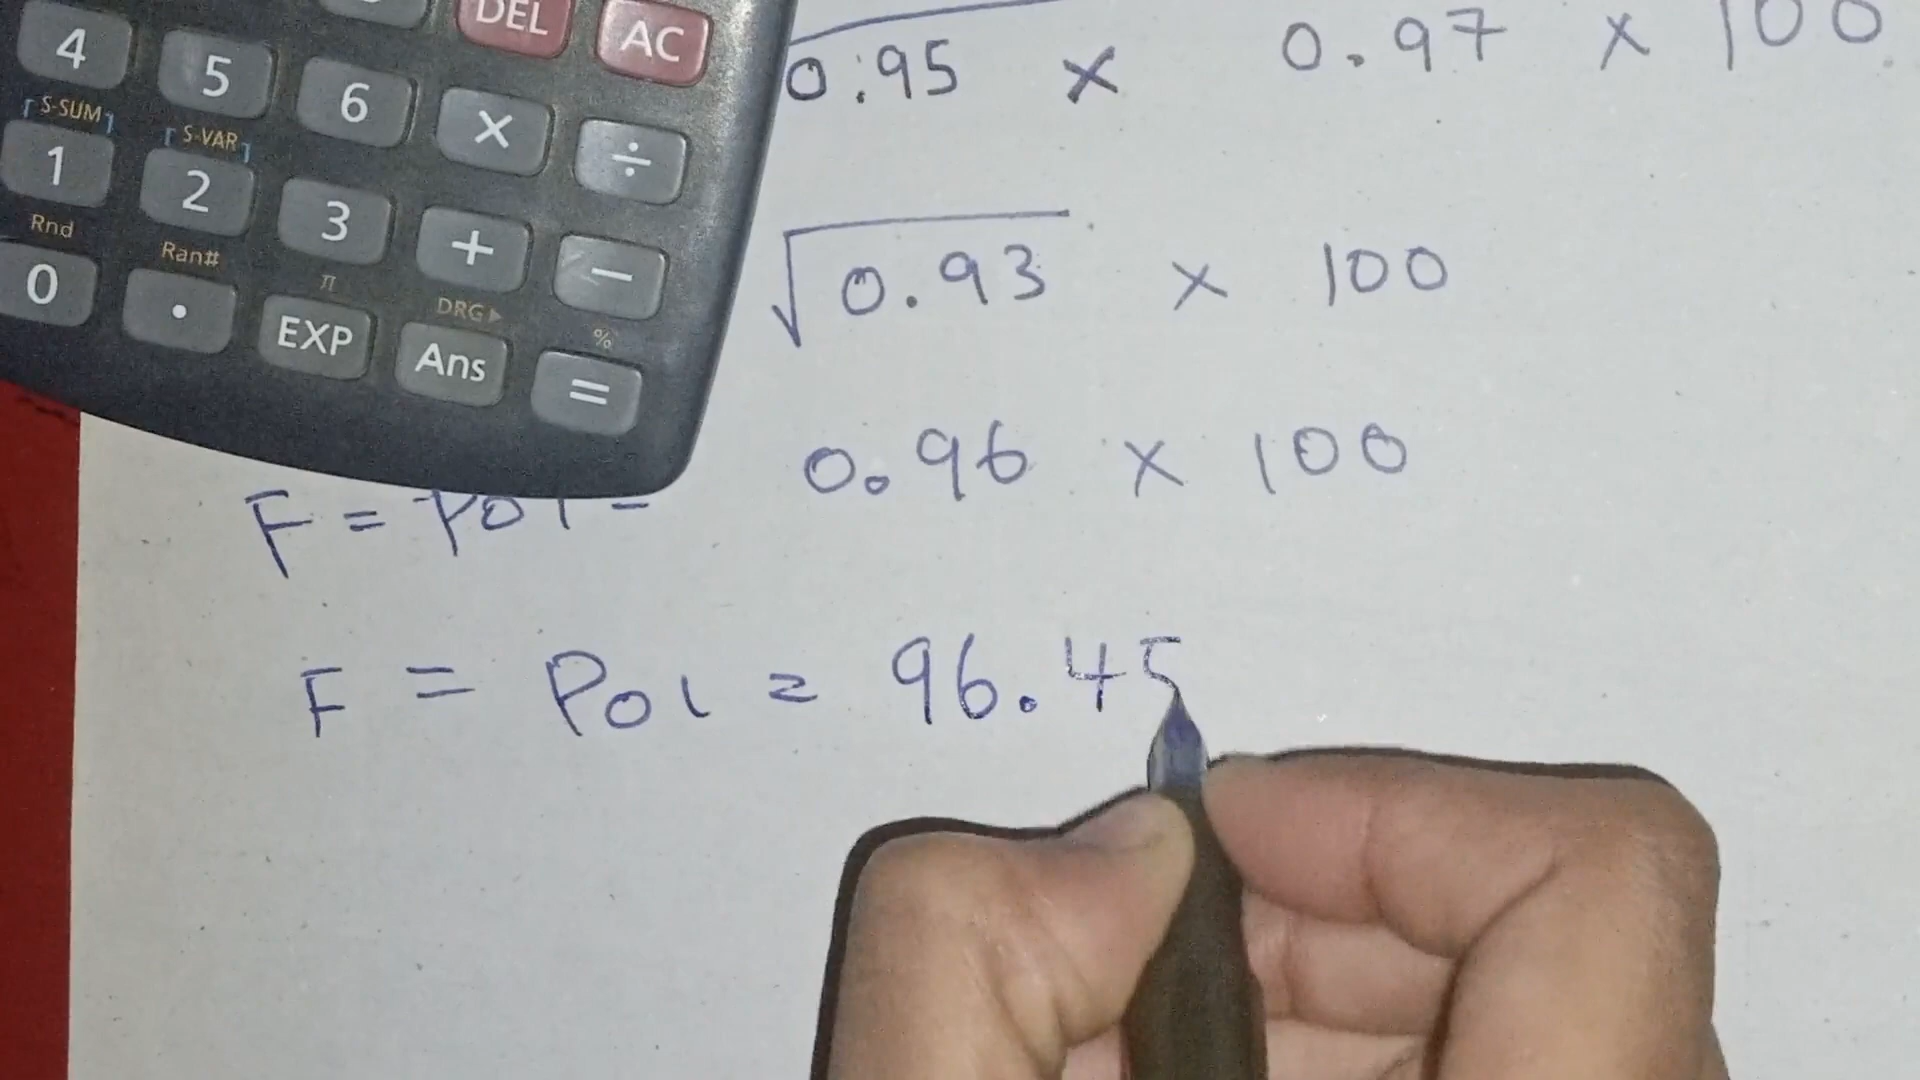 DEL AC
4 5 6 × ÷
S-SUM S-VAR
1 2 3 + −
Rnd Ran# π DRG▶ %
0 . EXP Ans =
0.95 × 0.97 × 100
√0.93 × 100
0.96 × 100
F = Pol =
F = Pol = 96.45